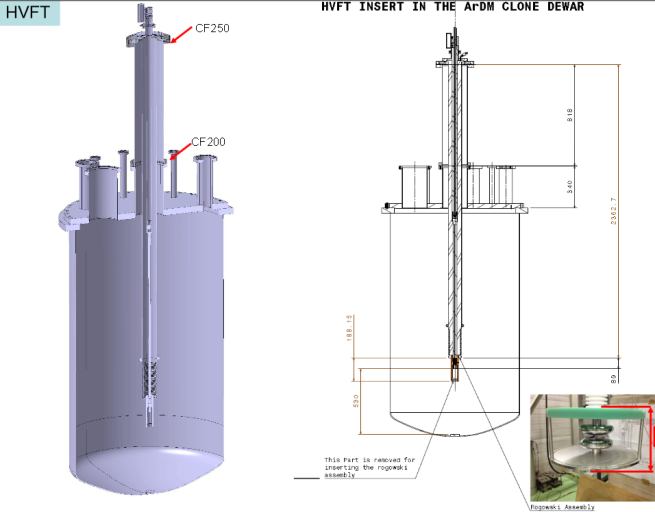 HVFT
HVFT INSERT IN THE ArDM CLONE DEWAR
CF250
CF200
818
340
2362.7
188.15
89
590
This Part is removed for
inserting the rogowski
assembly
Rogowski Assembly